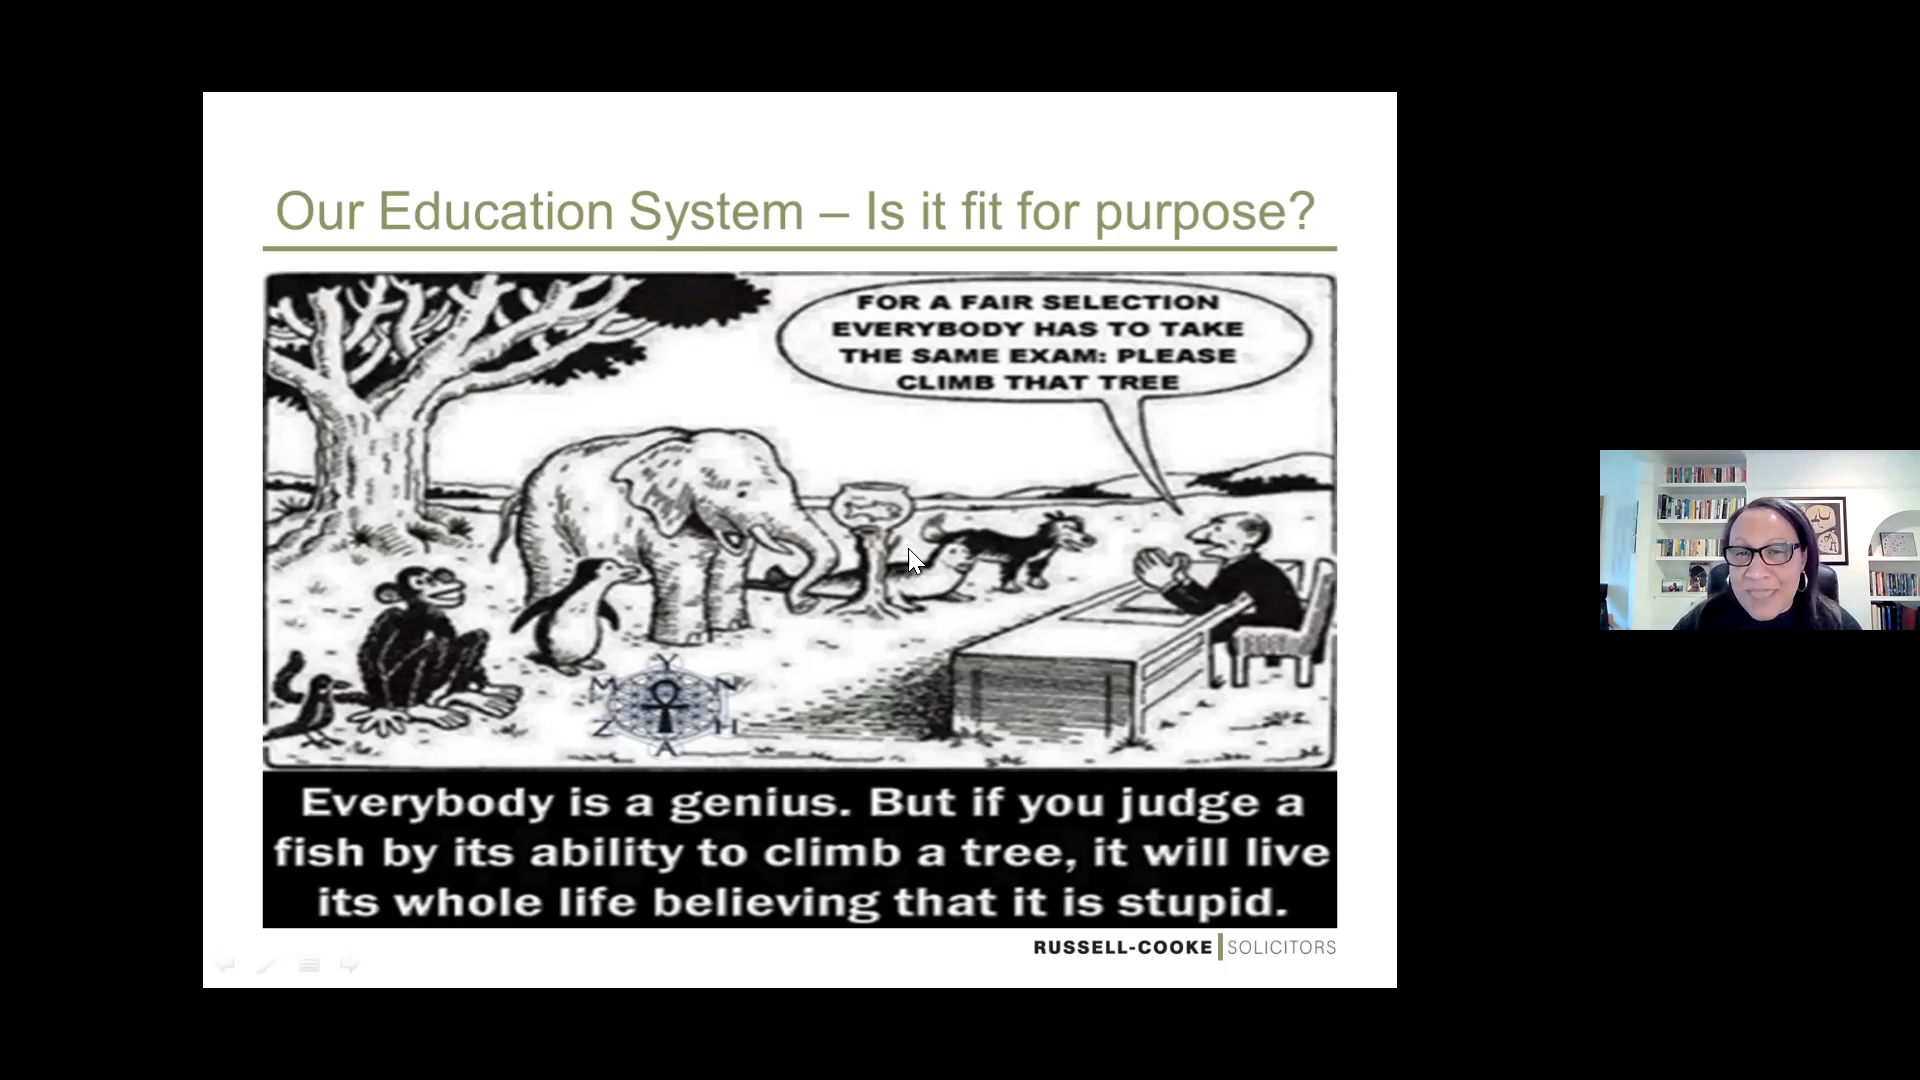 Our Education System – Is it fit for purpose?
FOR A FAIR SELECTION
EVERYBODY HAS TO TAKE
THE SAME EXAM: PLEASE
CLIMB THAT TREE
Y
M N
Z H
A
Everybody is a genius. But if you judge a
fish by its ability to climb a tree, it will live
its whole life believing that it is stupid.
RUSSELL-COOKE SOLICITORS